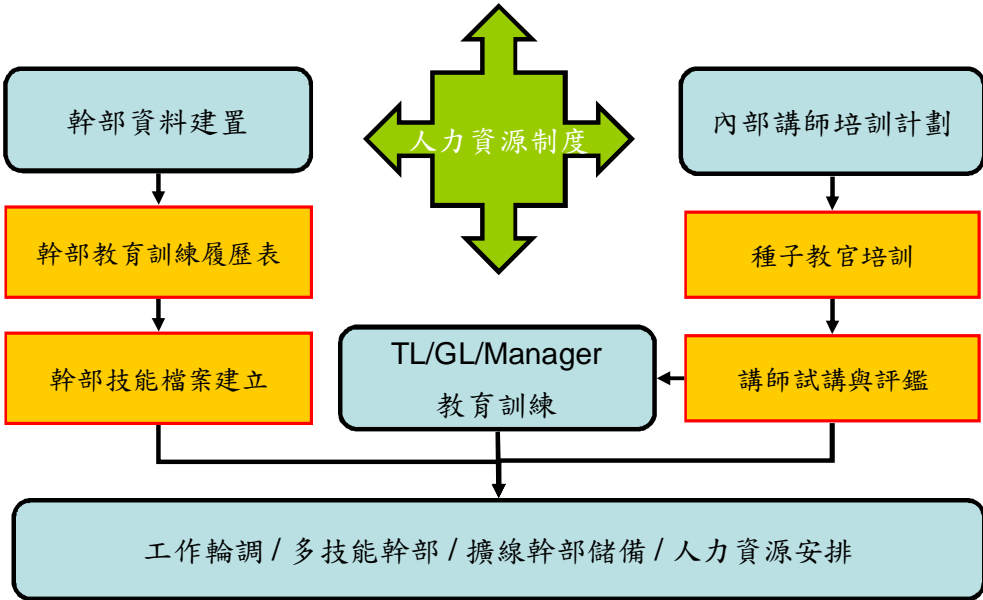 幹部資料建置
人力資源制度
內部講師培訓計劃
幹部教育訓練履歷表
種子教官培訓
幹部技能檔案建立
TL/GL/Manager
教育訓練
講師試講與評鑑
工作輪調 / 多技能幹部 / 擴線幹部儲備 / 人力資源安排